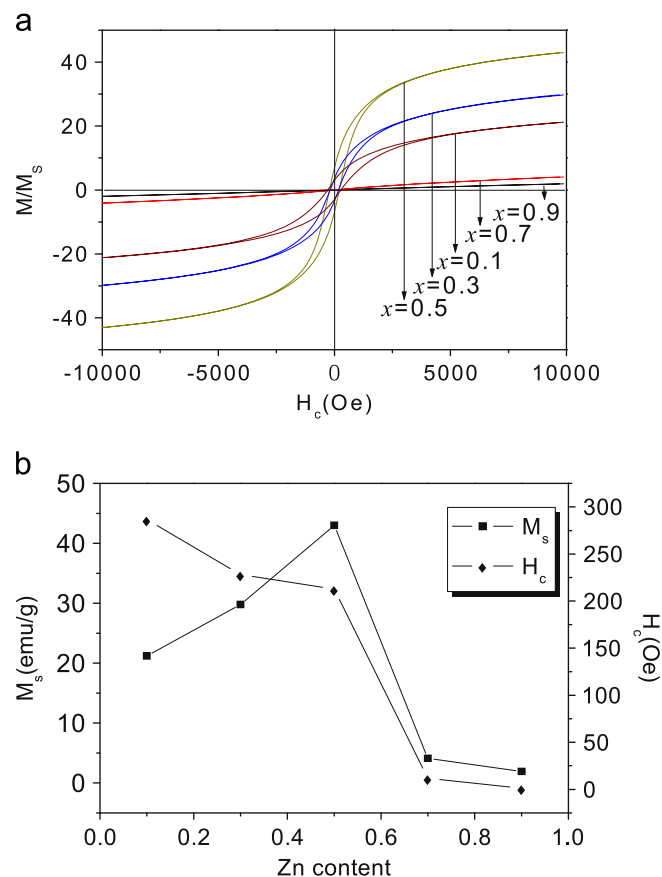 a
40
20
0
-20
-40
M/M_S
x=0.9
x=0.7
x=0.1
x=0.3
x=0.5
-10000 -5000 0 5000 10000
H_c(Oe)
b
50
40
30
20
10
0
M_s(emu/g)
M_s
H_c
300
250
200
150
100
50
0
H_c(Oe)
0.0 0.2 0.4 0.6 0.8 1.0
Zn content